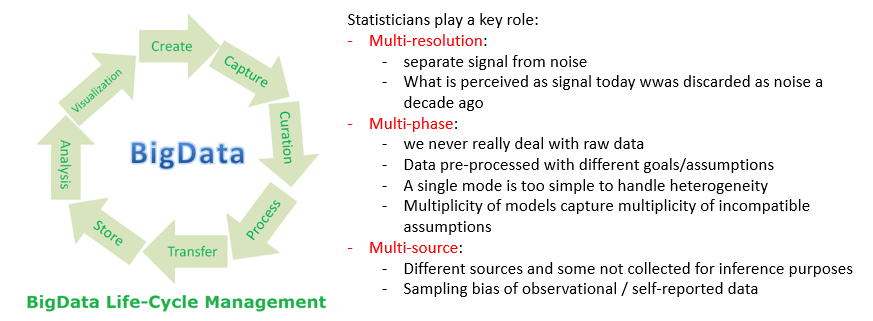 Create
Capture
Curation
Process
Transfer
Store
Analysis
Visualization
BigData
BigData Life-Cycle Management
Statisticians play a key role:
- Multi-resolution:
- separate signal from noise
- What is perceived as signal today wwas discarded as noise a
decade ago
- Multi-phase:
- we never really deal with raw data
- Data pre-processed with different goals/assumptions
- A single mode is too simple to handle heterogeneity
- Multiplicity of models capture multiplicity of incompatible
assumptions
- Multi-source:
- Different sources and some not collected for inference purposes
- Sampling bias of observational / self-reported data